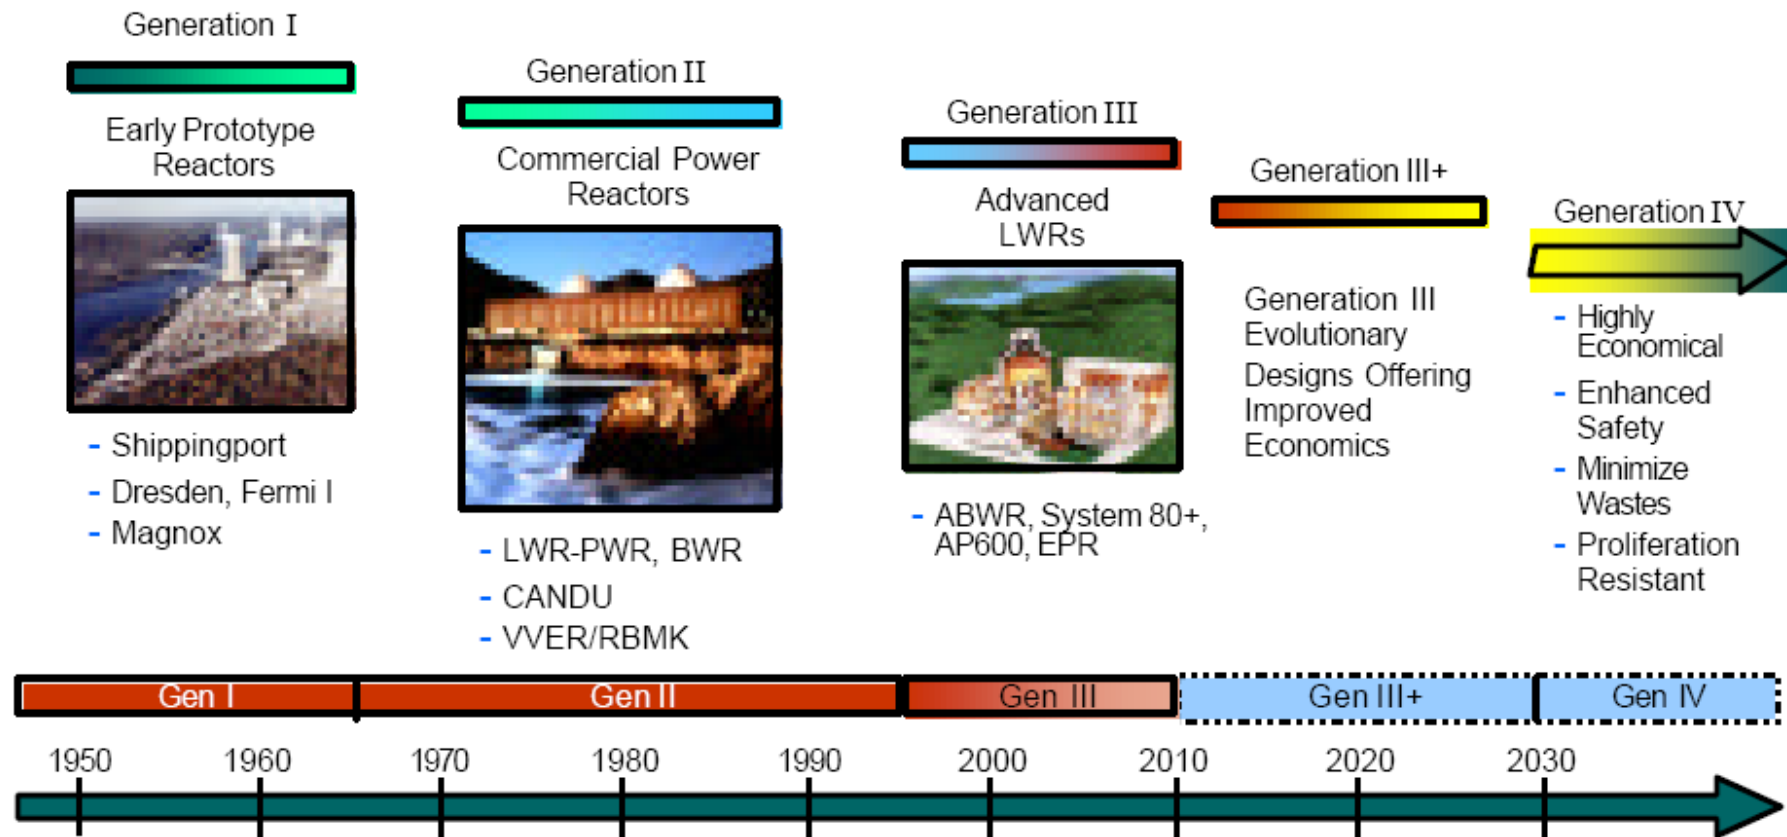 Generation I
Early Prototype
Reactors
- Shippingport
- Dresden, Fermi I
- Magnox
Generation II
Commercial Power
Reactors
- LWR-PWR, BWR
- CANDU
- VVER/RBMK
Generation III
Advanced
LWRs
- ABWR, System 80+,
AP600, EPR
Generation III+
Generation III
Evolutionary
Designs Offering
Improved
Economics
Generation IV
- Highly
Economical
- Enhanced
Safety
- Minimize
Wastes
- Proliferation
Resistant
Gen I
Gen II
Gen III
Gen III+
Gen IV
1950
1960
1970
1980
1990
2000
2010
2020
2030